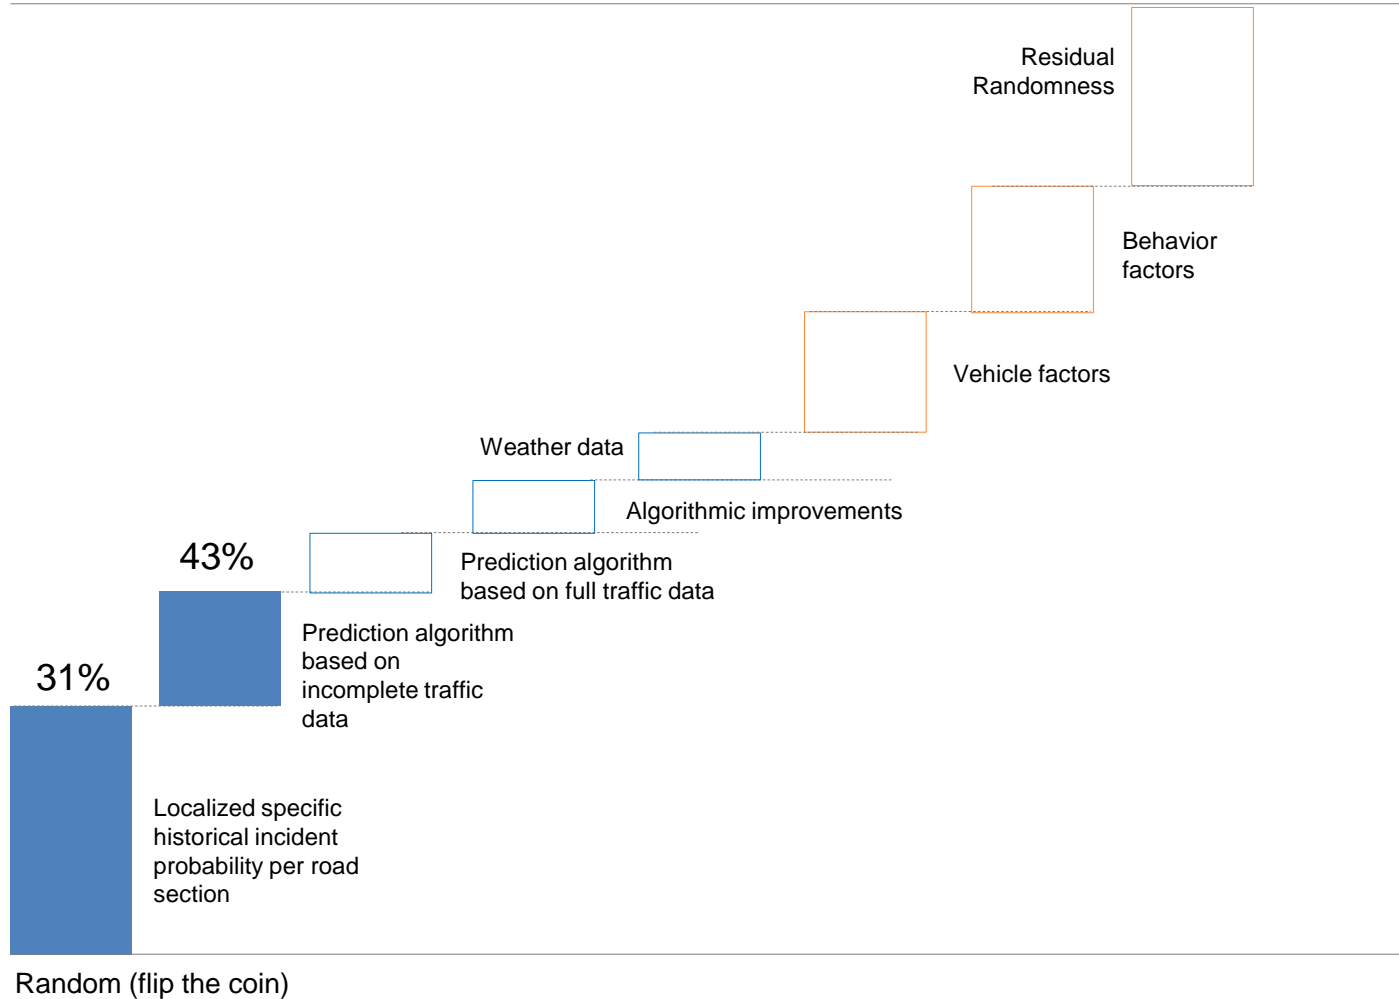 Residual
Randomness
Behavior
factors
Vehicle factors
Weather data
Algorithmic improvements
43%
Prediction algorithm
based on full traffic data
Prediction algorithm
based on
incomplete traffic
data
31%
Localized specific
historical incident
probability per road
section
Random (flip the coin)